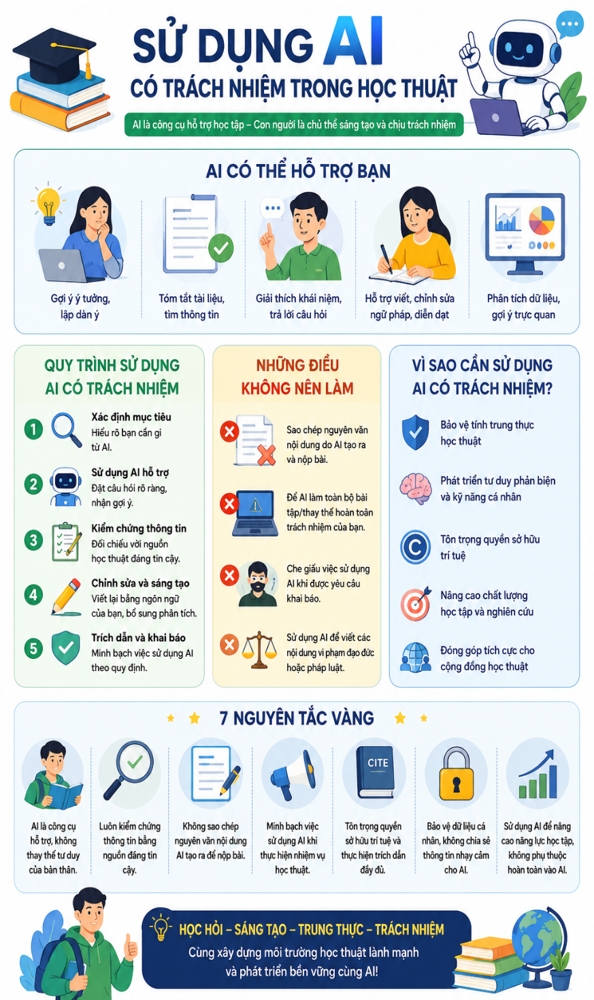 SỬ DỤNG AI
CÓ TRÁCH NHIỆM TRONG HỌC THUẬT
AI là công cụ hỗ trợ học tập – Con người là chủ thể sáng tạo và chịu trách nhiệm
AI CÓ THỂ HỖ TRỢ BẠN
Gợi ý ý tưởng,
lập dàn ý
Tóm tắt tài liệu,
tìm thông tin
Giải thích khái niệm,
trả lời câu hỏi
Hỗ trợ viết, chỉnh sửa
ngữ pháp, diễn đạt
Phân tích dữ liệu,
gợi ý trực quan
QUY TRÌNH SỬ DỤNG
AI CÓ TRÁCH NHIỆM
1
Xác định mục tiêu
Hiểu rõ bạn cần gì
từ AI.
2
Sử dụng AI hỗ trợ
Đặt câu hỏi rõ ràng,
nhận gợi ý.
3
Kiểm chứng thông tin
Đối chiếu với nguồn
học thuật đáng tin cậy.
4
Chỉnh sửa và sáng tạo
Viết lại bằng ngôn ngữ
của bạn, bổ sung phân tích.
5
Trích dẫn và khai báo
Minh bạch việc sử dụng AI
theo quy định.
NHỮNG ĐIỀU
KHÔNG NÊN LÀM
Sao chép nguyên văn
nội dung do AI tạo ra
và nộp bài.
Để AI làm toàn bộ bài
tập/thay thế hoàn toàn
trách nhiệm của bạn.
Che giấu việc sử dụng
AI khi được yêu cầu
khai báo.
Sử dụng AI để viết các
nội dung vi phạm đạo đức
hoặc pháp luật.
VÌ SAO CẦN SỬ DỤNG
AI CÓ TRÁCH NHIỆM?
Bảo vệ tính trung thực
học thuật
Phát triển tư duy phản biện
và kỹ năng cá nhân
C
Tôn trọng quyền sở hữu
trí tuệ
Nâng cao chất lượng
học tập và nghiên cứu
Đóng góp tích cực cho
cộng đồng học thuật
7 NGUYÊN TẮC VÀNG
AI là công cụ
hỗ trợ, không
thay thế tư duy
của bản thân.
Luôn kiểm chứng
thông tin bằng
nguồn đáng tin
cậy.
Không sao chép
nguyên văn nội dung
AI tạo ra để nộp bài.
Minh bạch việc
sử dụng AI khi
thực hiện nhiệm vụ
học thuật.
CITE
Tôn trọng quyền
sở hữu trí tuệ và
thực hiện trích dẫn
đầy đủ.
Bảo vệ dữ liệu cá
nhân, không chia sẻ
thông tin nhạy cảm
cho AI.
Sử dụng AI để nâng
cao năng lực học tập,
không phụ thuộc
hoàn toàn vào AI.
HỌC HỎI – SÁNG TẠO – TRUNG THỰC – TRÁCH NHIỆM
Cùng xây dựng môi trường học thuật lành mạnh
và phát triển bền vững cùng AI!